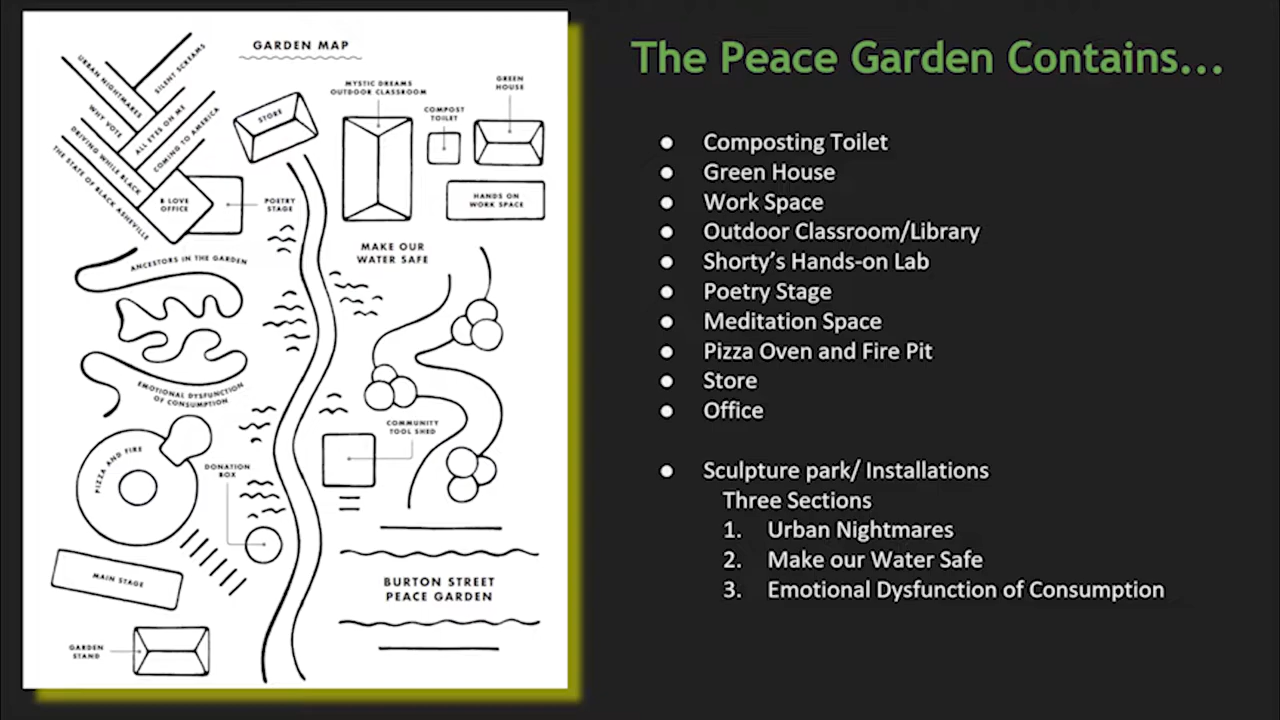 GARDEN MAP
URBAN NIGHTMARES
SILENT SCREAMS
WHY VOTE
ALL EYES ON ME
DRIVING WHILE BLACK
COMING TO AMERICA
THE STATE OF BLACK ASHEVILLE
STORE
MYSTIC DREAMS
OUTDOOR CLASSROOM
COMPOST
TOILET
GREEN
HOUSE
B LOVE
OFFICE
POETRY
STAGE
HANDS ON
WORK SPACE
MAKE OUR
WATER SAFE
ANCESTORS IN THE GARDEN
EMOTIONAL DYSFUNCTION
OF CONSUMPTION
PIZZA AND FIRE
DONATION
BOX
COMMUNITY
TOOL SHED
MAIN STAGE
BURTON STREET
PEACE GARDEN
GARDEN
STAND
The Peace Garden Contains...
● Composting Toilet
● Green House
● Work Space
● Outdoor Classroom/Library
● Shorty's Hands-on Lab
● Poetry Stage
● Meditation Space
● Pizza Oven and Fire Pit
● Store
● Office
● Sculpture park/ Installations
Three Sections
1. Urban Nightmares
2. Make our Water Safe
3. Emotional Dysfunction of Consumption